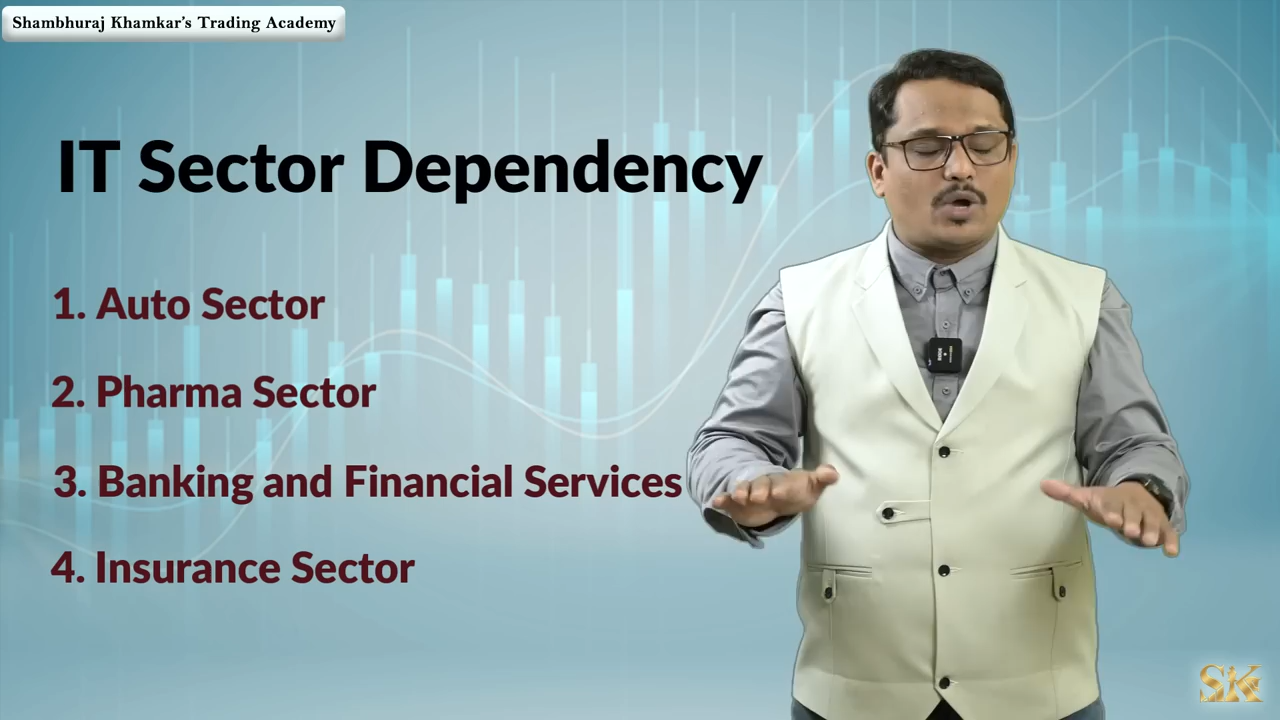 Shambhuraj Khamkar's Trading Academy
IT Sector Dependency
1. Auto Sector
2. Pharma Sector
3. Banking and Financial Services
4. Insurance Sector
SK